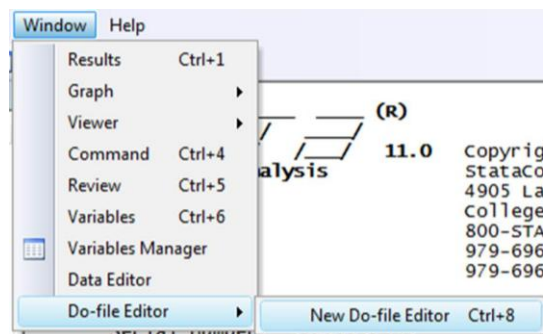 Window Help
Results Ctrl+1
Graph
Viewer
Command Ctrl+4
Review Ctrl+5
Variables Ctrl+6
Variables Manager
Data Editor
Do-file Editor
New Do-file Editor Ctrl+8
(R)
11.0
alysis
Copyrig
StataCo
4905 La
College
800-STA
979-696
979-696